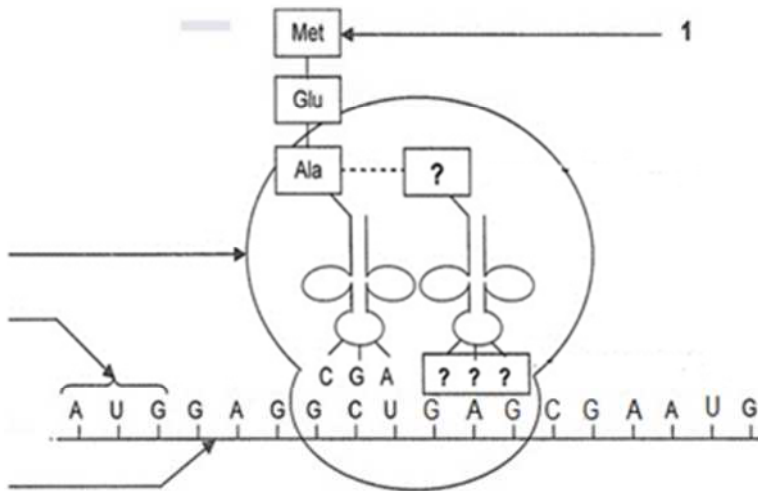 Met 1
Glu
Ala ?
C G A ? ? ?
A U G G A G G C U G A G C G A A U G